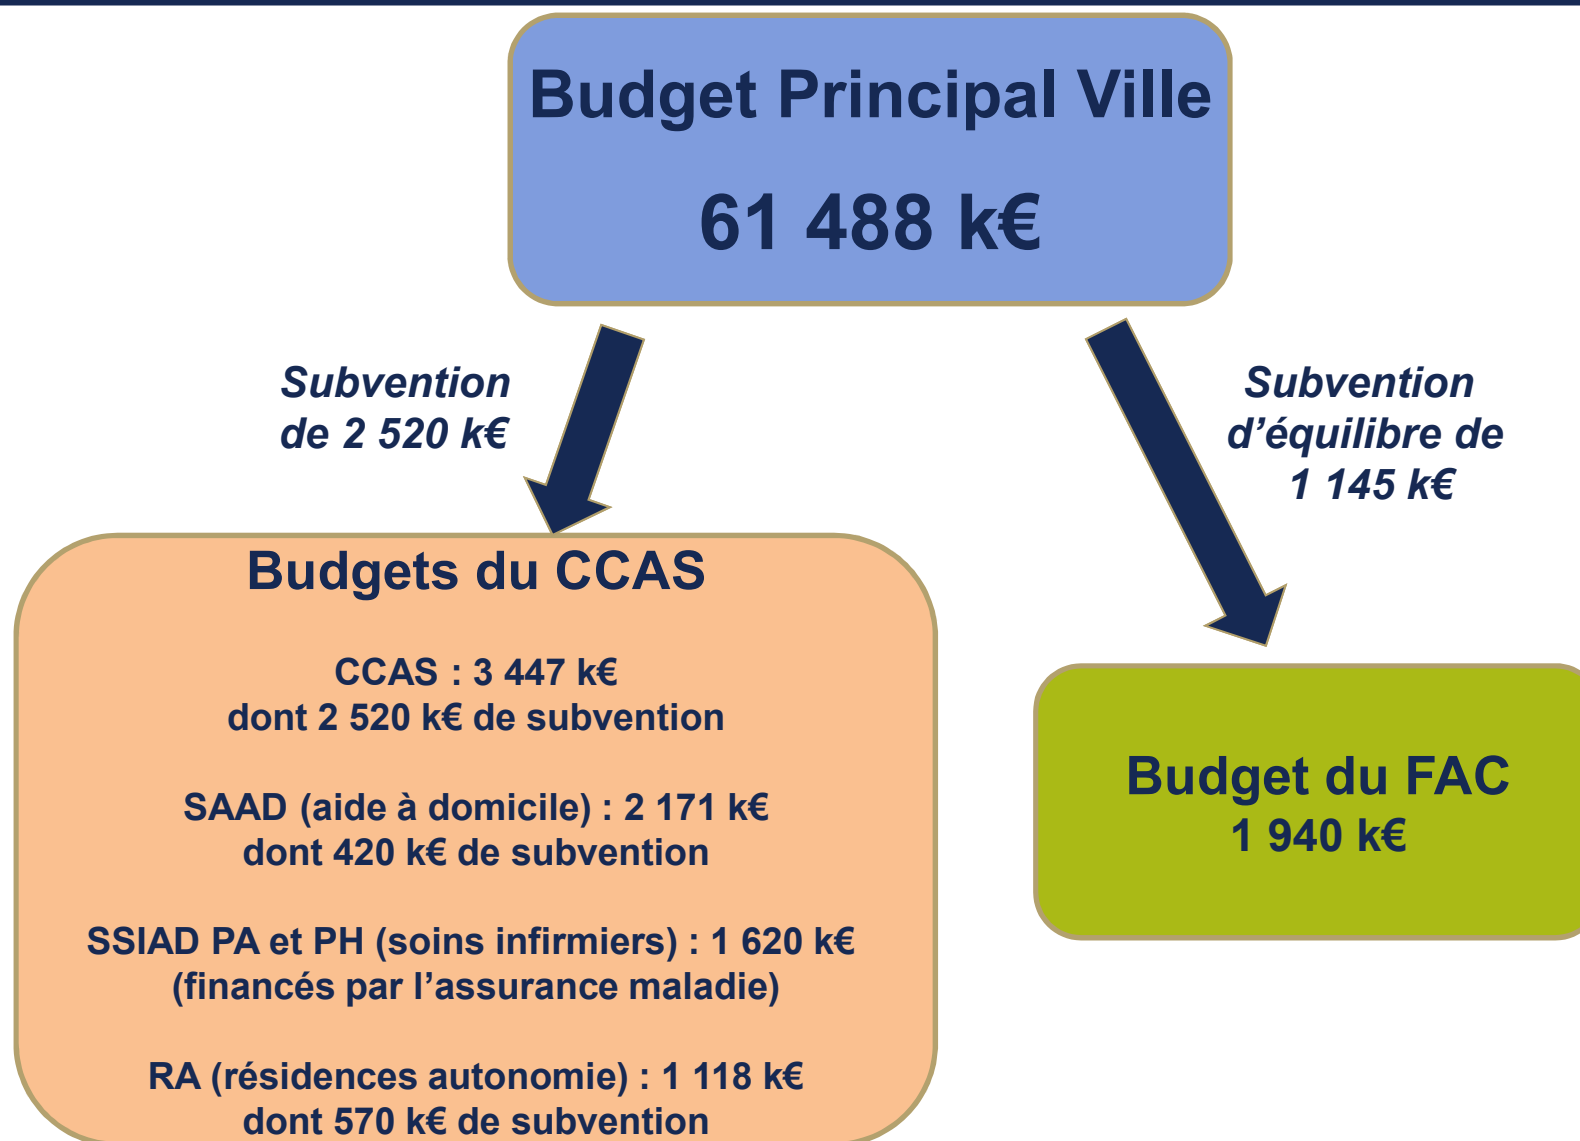 Budget Principal Ville
61 488 k€
Subvention
de 2 520 k€
Subvention
d’équilibre de
1 145 k€
Budgets du CCAS
CCAS : 3 447 k€
dont 2 520 k€ de subvention
SAAD (aide à domicile) : 2 171 k€
dont 420 k€ de subvention
SSIAD PA et PH (soins infirmiers) : 1 620 k€
(financés par l’assurance maladie)
RA (résidences autonomie) : 1 118 k€
dont 570 k€ de subvention
Budget du FAC
1 940 k€